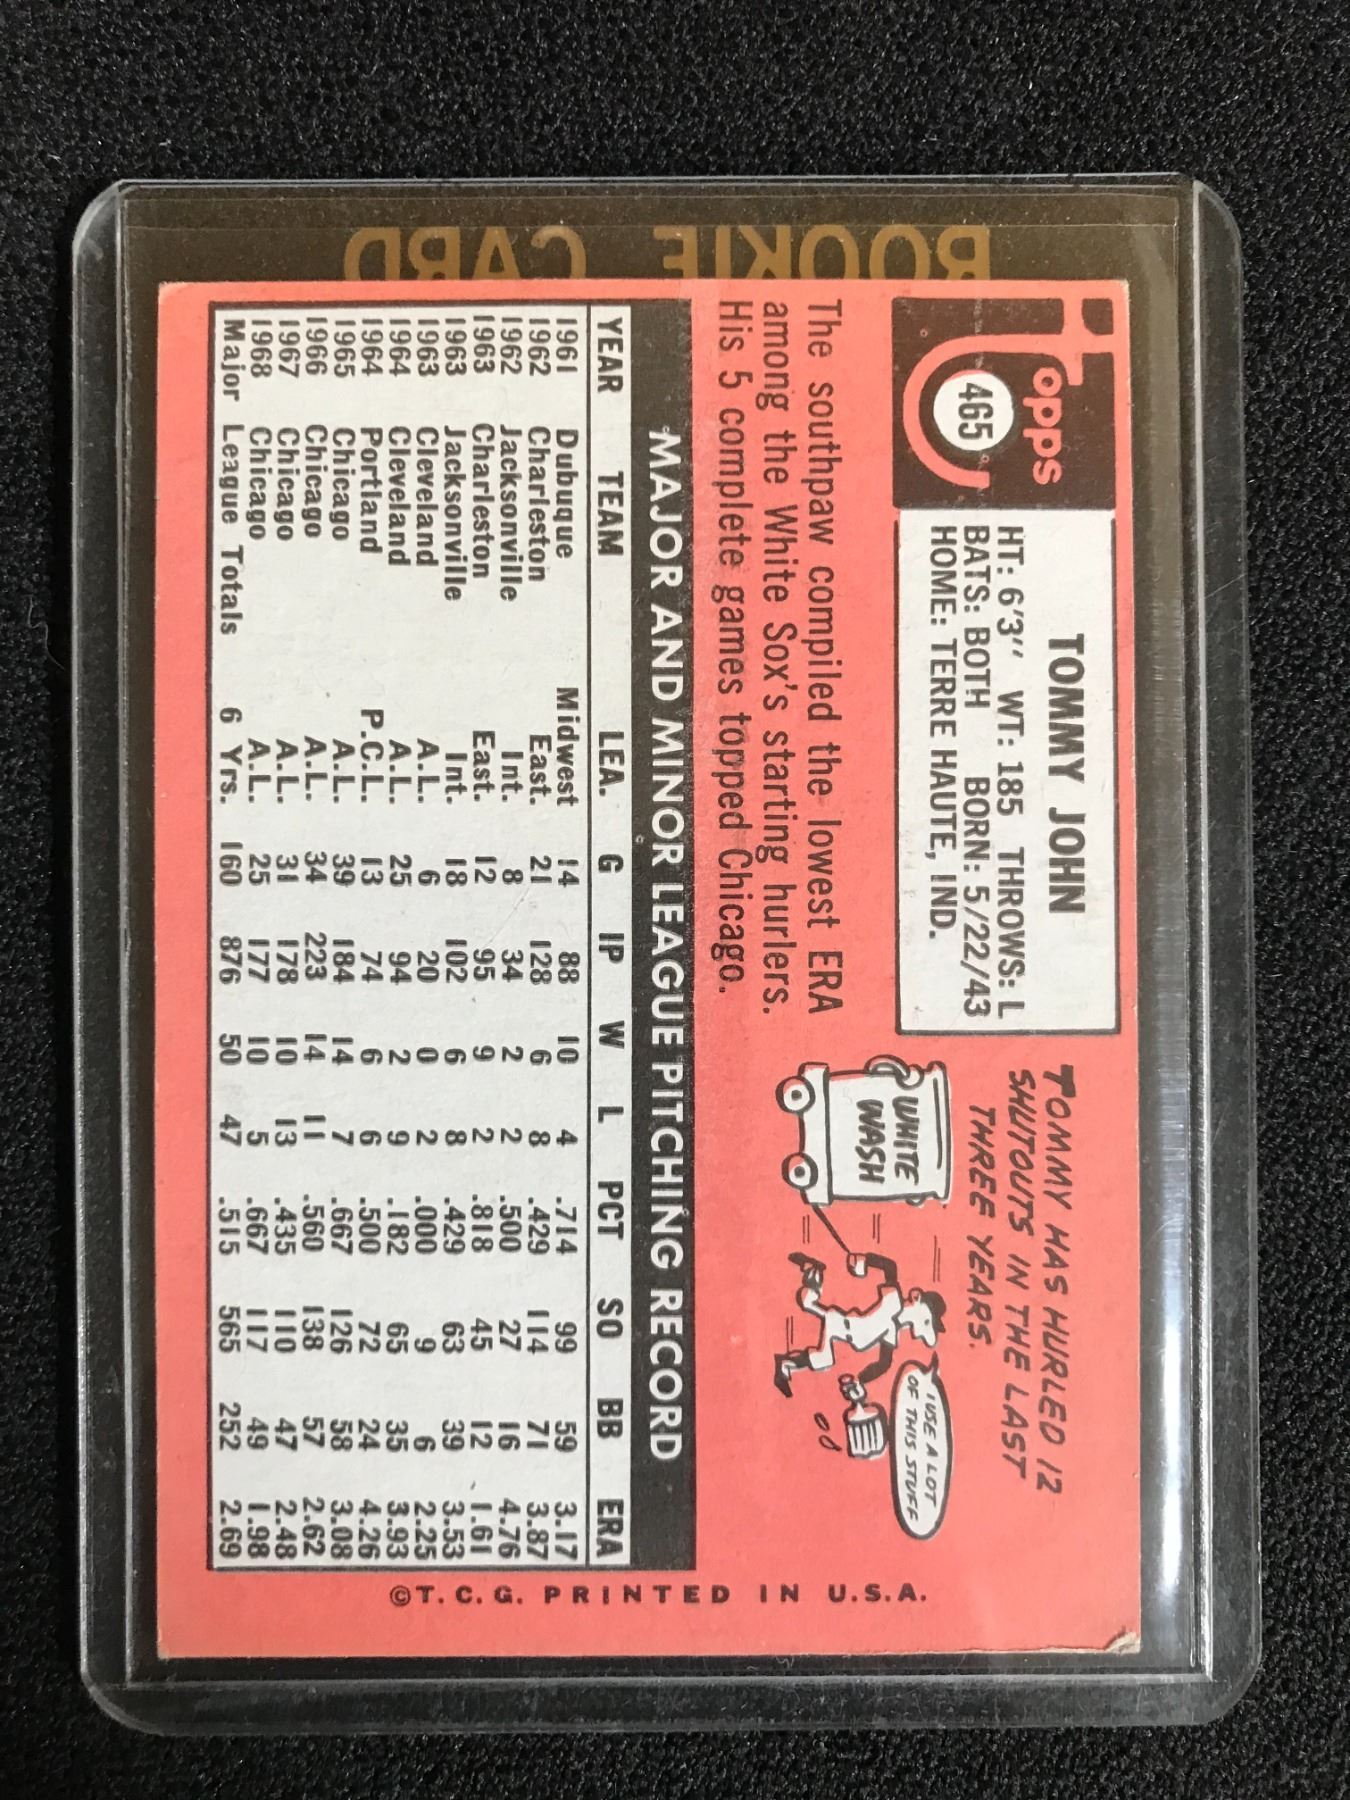 ROOKIE CARD
Topps
465
TOMMY JOHN
HT: 6'3" WT: 185 THROWS: L
BATS: BOTH BORN: 5/22/43
HOME: TERRE HAUTE, IND.
TOMMY HAS HURLED 12
SHUTOUTS IN THE LAST
THREE YEARS.
WHITE
WASH
I USE A LOT
OF THIS STUFF
The southpaw compiled the lowest ERA
among the White Sox's starting hurlers.
His 5 complete games topped Chicago.
MAJOR AND MINOR LEAGUE PITCHING RECORD
YEAR TEAM LEA. G IP W L PCT SO BB ERA
1961 Dubuque Midwest 14 88 10 4 .714 99 59 3.17
1962 Charleston East. 21 128 6 8 .429 114 71 3.87
1962 Jacksonville Int. 8 34 2 2 .500 27 16 4.76
1963 Charleston East. 12 95 9 2 .818 45 12 1.61
1963 Jacksonville Int. 18 102 6 8 .429 63 39 3.53
1963 Cleveland A.L. 6 20 0 2 .000 9 6 2.25
1964 Cleveland A.L. 25 94 2 9 .182 65 35 3.93
1964 Portland P.C.L. 13 74 6 6 .500 72 24 4.26
1965 Chicago A.L. 39 184 14 7 .667 126 58 3.08
1966 Chicago A.L. 34 223 14 11 .560 138 57 2.62
1967 Chicago A.L. 31 178 10 13 .435 110 47 2.48
1968 Chicago A.L. 25 177 10 5 .667 117 49 1.98
Major League Totals 6 Yrs. 160 876 50 47 .515 565 252 2.69
©T.C.G. PRINTED IN U.S.A.